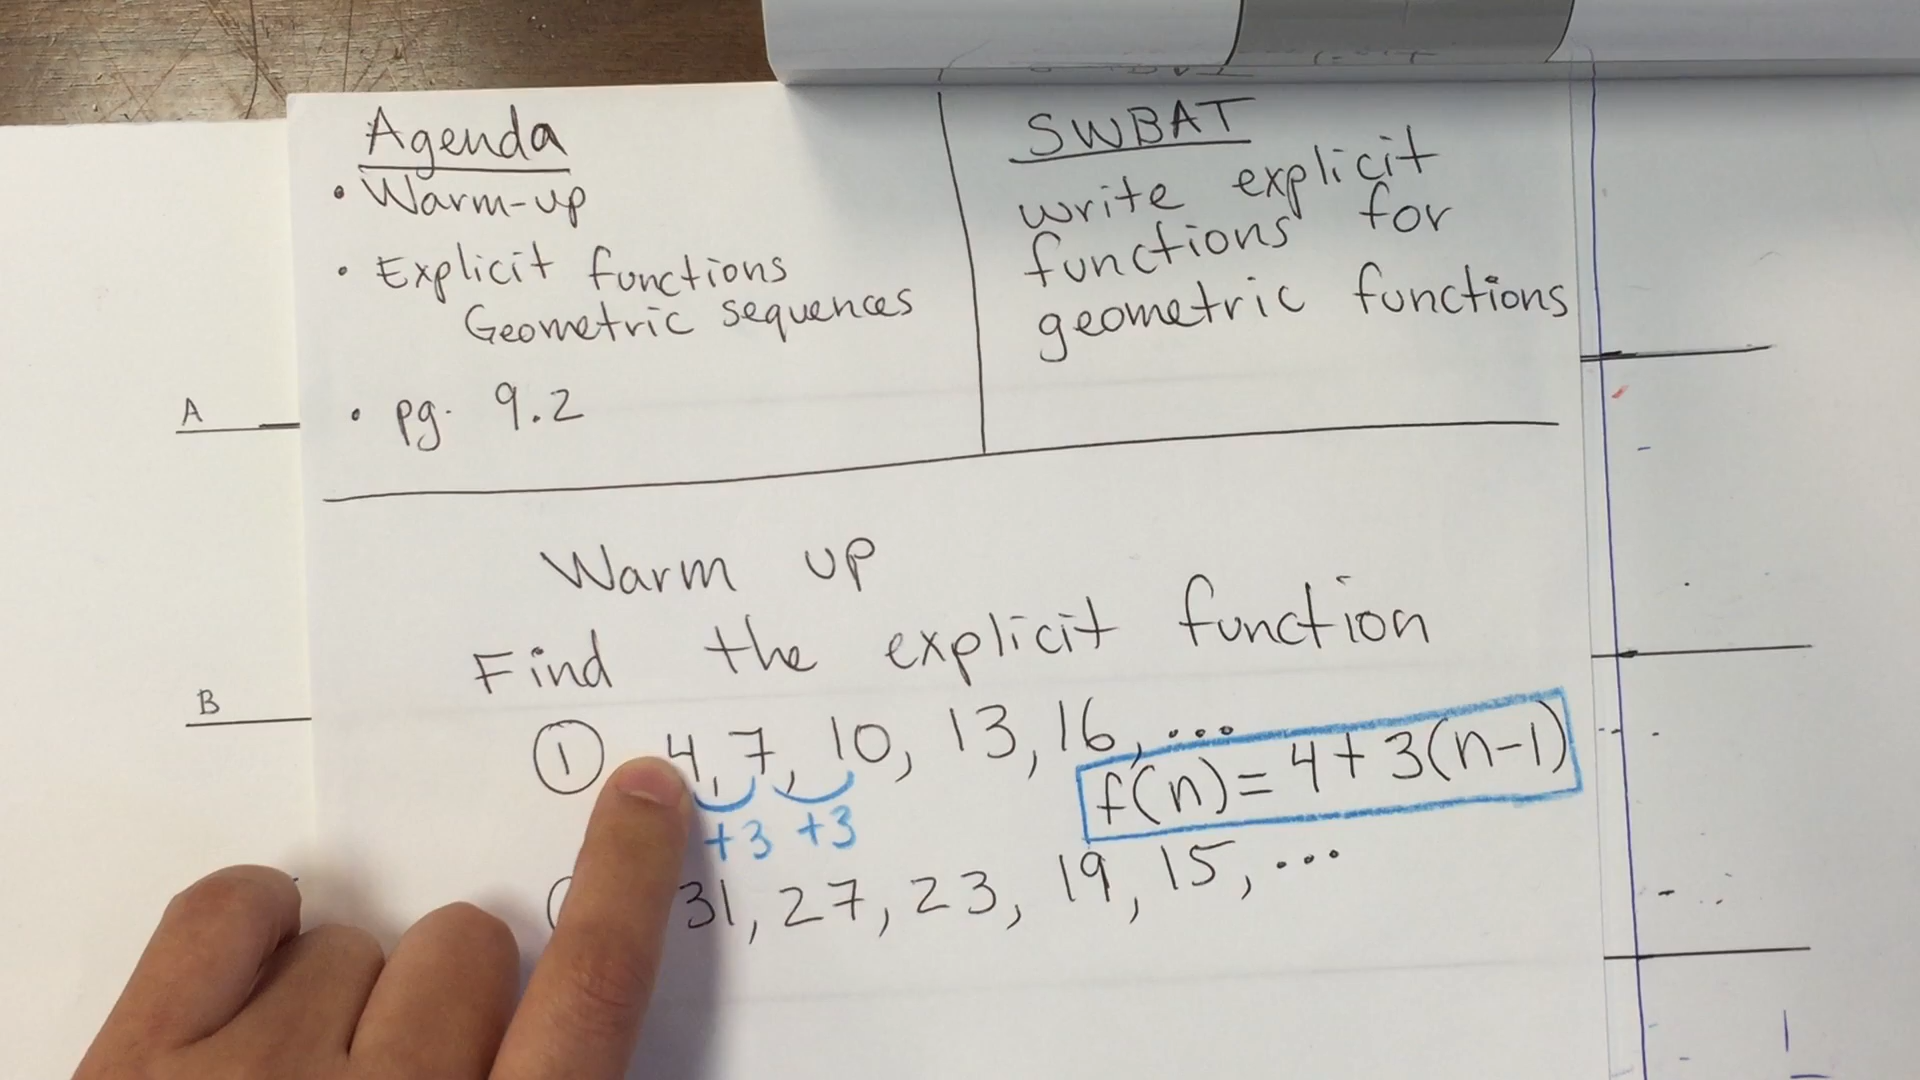 Agenda
• Warm-up
• Explicit functions
Geometric sequences
• pg. 9.2
SWBAT
write explicit
functions for
geometric functions
A
B
Warm up
Find the explicit function
① 4, 7, 10, 13, 16, ...
+3 +3
f(n) = 4 + 3(n-1)
31, 27, 23, 19, 15, ...